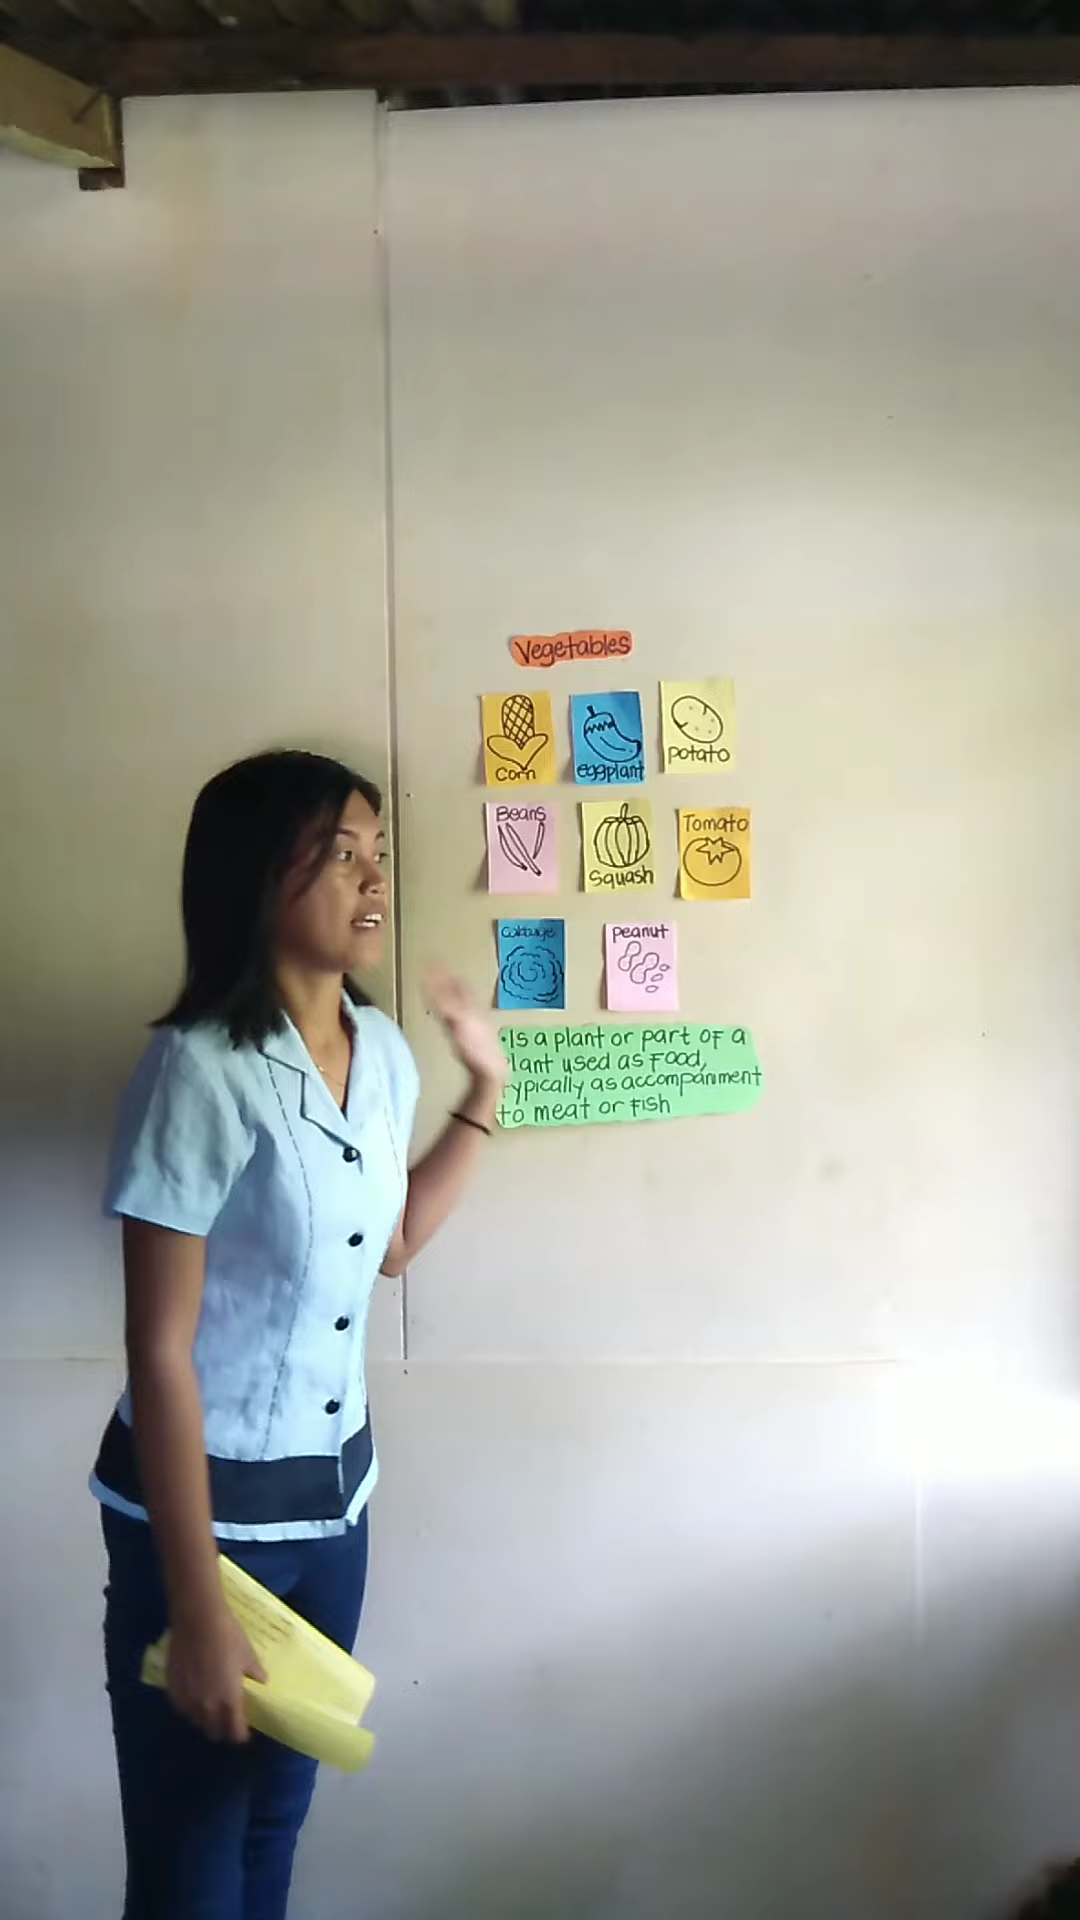 Vegetables
Corn
eggplant
potato
Beans
Squash
Tomato
Cabbage
peanut
•Is a plant or part of a
plant used as Food,
typically as accompaniment
to meat or Fish